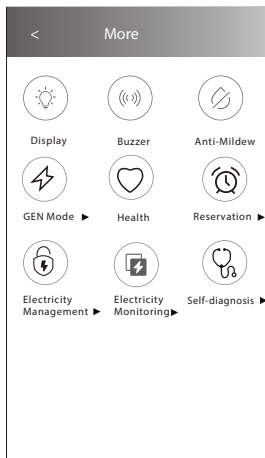 < More
Display Buzzer Anti-Mildew
GEN Mode ▶ Health Reservation ▶
Electricity Electricity Self-diagnosis ▶
Management ▶ Monitoring▶